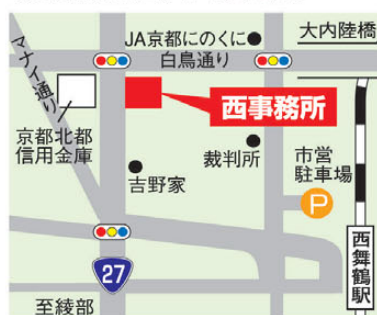 JA京都にのくに
大内陸橋
白鳥通り
マナイ通り
西事務所
京都北都
信用金庫
裁判所
市営
駐車場
吉野家
P
27
西舞鶴駅
至綾部